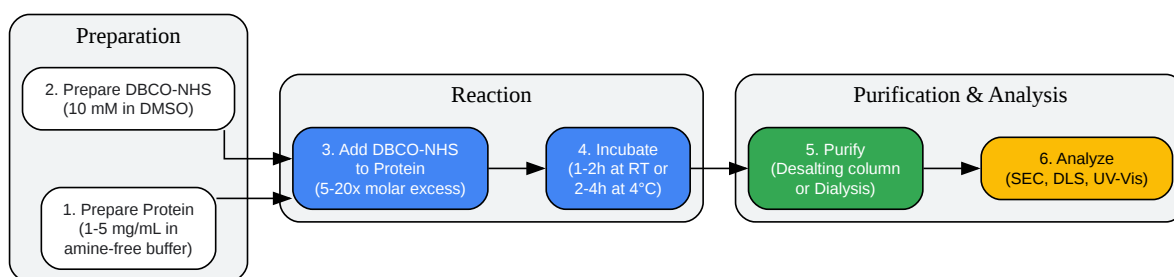 Preparation
2. Prepare DBCO-NHS
(10 mM in DMSO)
1. Prepare Protein
(1-5 mg/mL in
amine-free buffer)
Reaction
3. Add DBCO-NHS
to Protein
(5-20x molar excess)
4. Incubate
(1-2h at RT or
2-4h at 4°C)
Purification & Analysis
5. Purify
(Desalting column
or Dialysis)
6. Analyze
(SEC, DLS, UV-Vis)